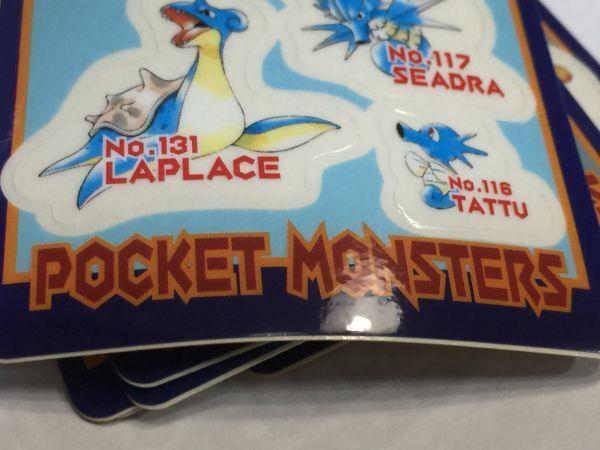 No.117
SEADRA
No.131
LAPLACE
No.116
TATTU
POCKET MONSTERS